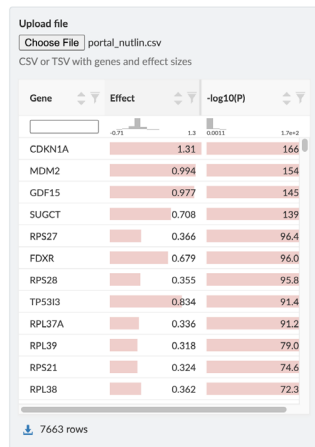 Upload file
Choose File portal_nutlin.csv
CSV or TSV with genes and effect sizes
Gene Effect -log10(P)
-0.71 1.3 0.0011 1.7e+2
CDKN1A 1.31 166
MDM2 0.994 154
GDF15 0.977 145
SUGCT 0.708 139
RPS27 0.366 96.4
FDXR 0.679 96.0
RPS28 0.355 95.8
TP53I3 0.834 91.4
RPL37A 0.336 91.2
RPL39 0.318 79.0
RPS21 0.324 74.6
RPL38 0.362 72.3
7663 rows